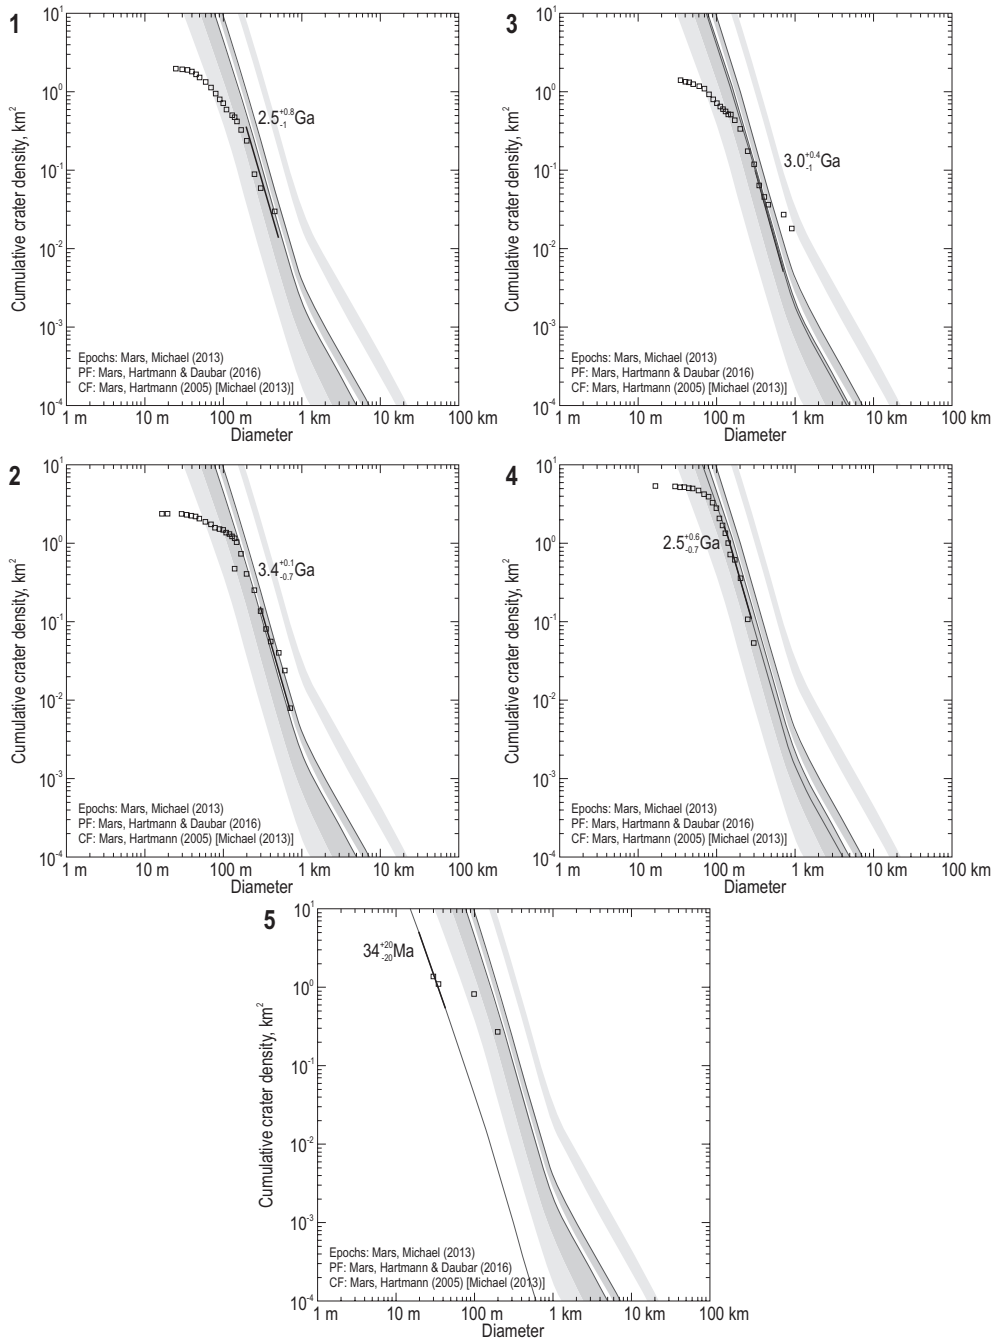 1
Cumulative crater density, km²
10¹
10⁰
10⁻¹
10⁻²
10⁻³
10⁻⁴
2.5 +0.8 -1 Ga
Epochs: Mars, Michael (2013)
PF: Mars, Hartmann & Daubar (2016)
CF: Mars, Hartmann (2005) [Michael (2013)]
1 m 10 m 100 m 1 km 10 km 100 km
Diameter
3
Cumulative crater density, km²
10¹
10⁰
10⁻¹
10⁻²
10⁻³
10⁻⁴
3.0 +0.4 -1 Ga
Epochs: Mars, Michael (2013)
PF: Mars, Hartmann & Daubar (2016)
CF: Mars, Hartmann (2005) [Michael (2013)]
1 m 10 m 100 m 1 km 10 km 100 km
Diameter
2
Cumulative crater density, km²
10¹
10⁰
10⁻¹
10⁻²
10⁻³
10⁻⁴
3.4 +0.1 -0.7 Ga
Epochs: Mars, Michael (2013)
PF: Mars, Hartmann & Daubar (2016)
CF: Mars, Hartmann (2005) [Michael (2013)]
1 m 10 m 100 m 1 km 10 km 100 km
Diameter
4
Cumulative crater density, km²
10¹
10⁰
10⁻¹
10⁻²
10⁻³
10⁻⁴
2.5 +0.6 -0.7 Ga
Epochs: Mars, Michael (2013)
PF: Mars, Hartmann & Daubar (2016)
CF: Mars, Hartmann (2005) [Michael (2013)]
1 m 10 m 100 m 1 km 10 km 100 km
Diameter
5
Cumulative crater density, km²
10¹
10⁰
10⁻¹
10⁻²
10⁻³
10⁻⁴
34 +20 -20 Ma
Epochs: Mars, Michael (2013)
PF: Mars, Hartmann & Daubar (2016)
CF: Mars, Hartmann (2005) [Michael (2013)]
1 m 10 m 100 m 1 km 10 km 100 km
Diameter